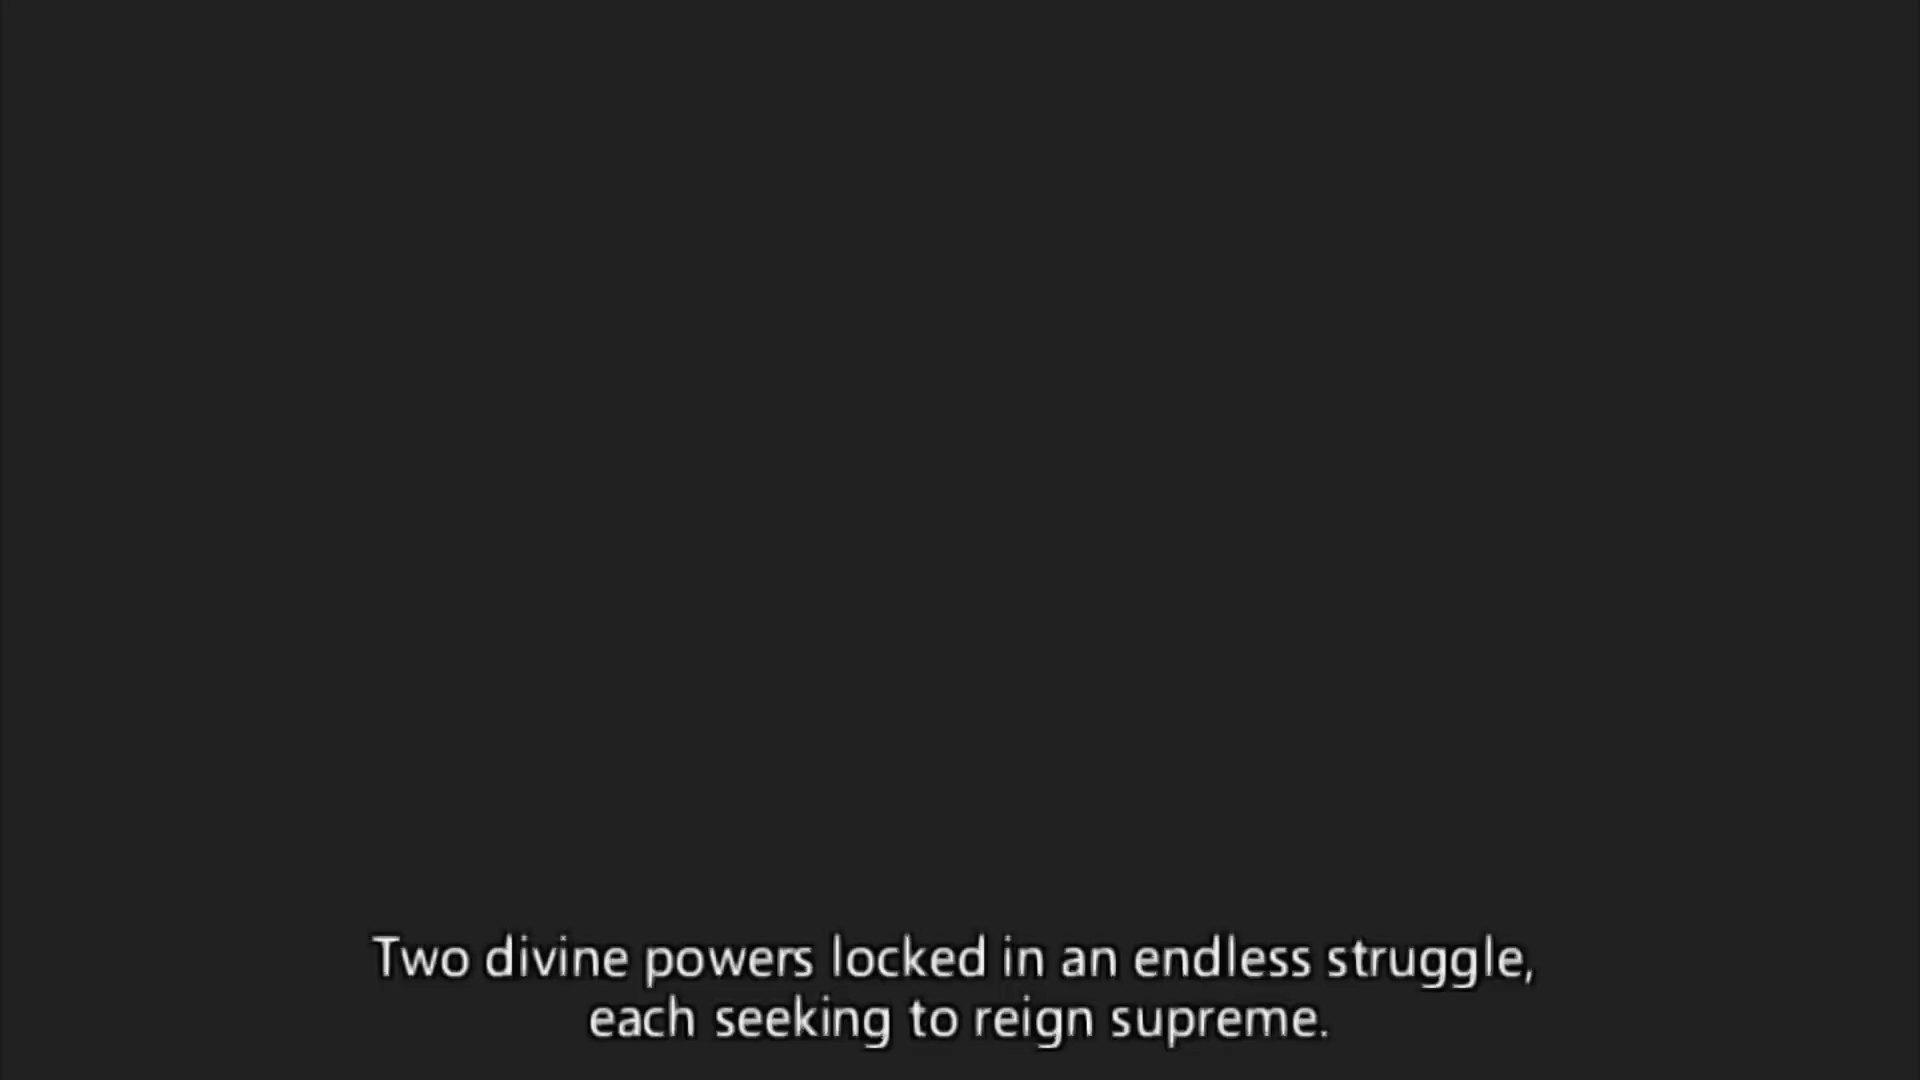 Two divine powers locked in an endless struggle,
each seeking to reign supreme.